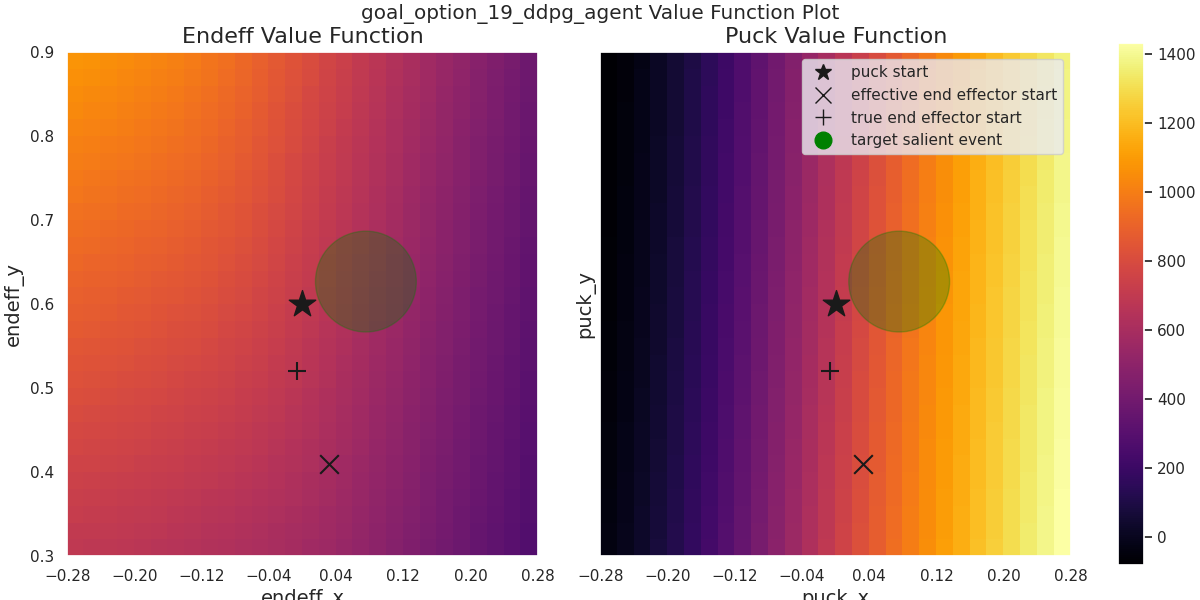 goal_option_19_ddpg_agent Value Function Plot
Endeff Value Function
Puck Value Function
0.9
0.8
0.7
0.6
0.5
0.4
0.3
endeff_y
−0.28 −0.20 −0.12 −0.04 0.04 0.12 0.20 0.28
endeff_x
puck_y
puck start
effective end effector start
true end effector start
target salient event
−0.28 −0.20 −0.12 −0.04 0.04 0.12 0.20 0.28
puck_x
1400
1200
1000
800
600
400
200
0